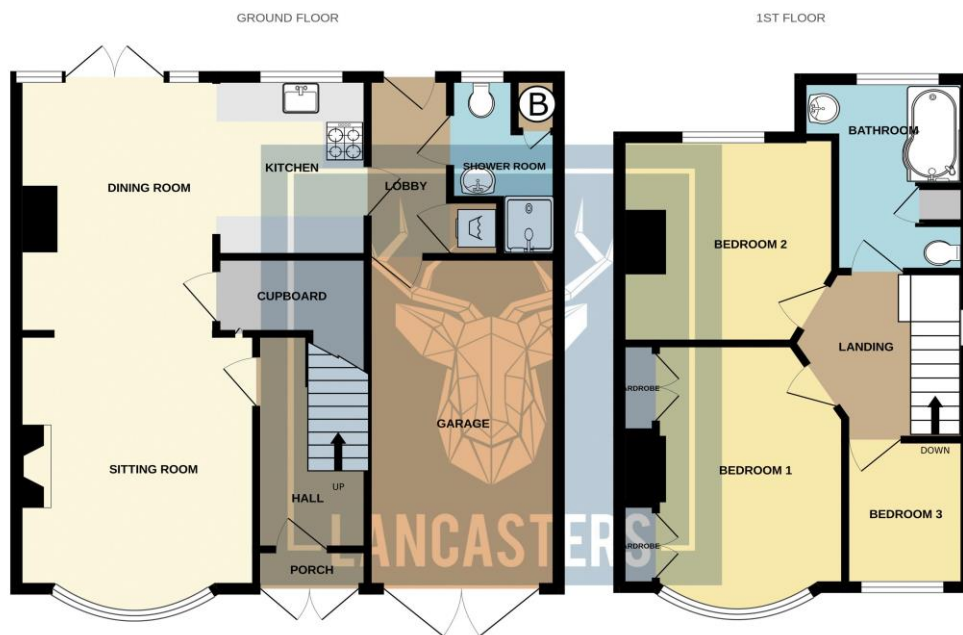 GROUND FLOOR
1ST FLOOR
DINING ROOM
KITCHEN
LOBBY
SHOWER ROOM
B
CUPBOARD
GARAGE
SITTING ROOM
UP
HALL
PORCH
LANCASTERS
BATHROOM
BEDROOM 2
LANDING
ARDROBE
BEDROOM 1
DOWN
BEDROOM 3
ARDROBE